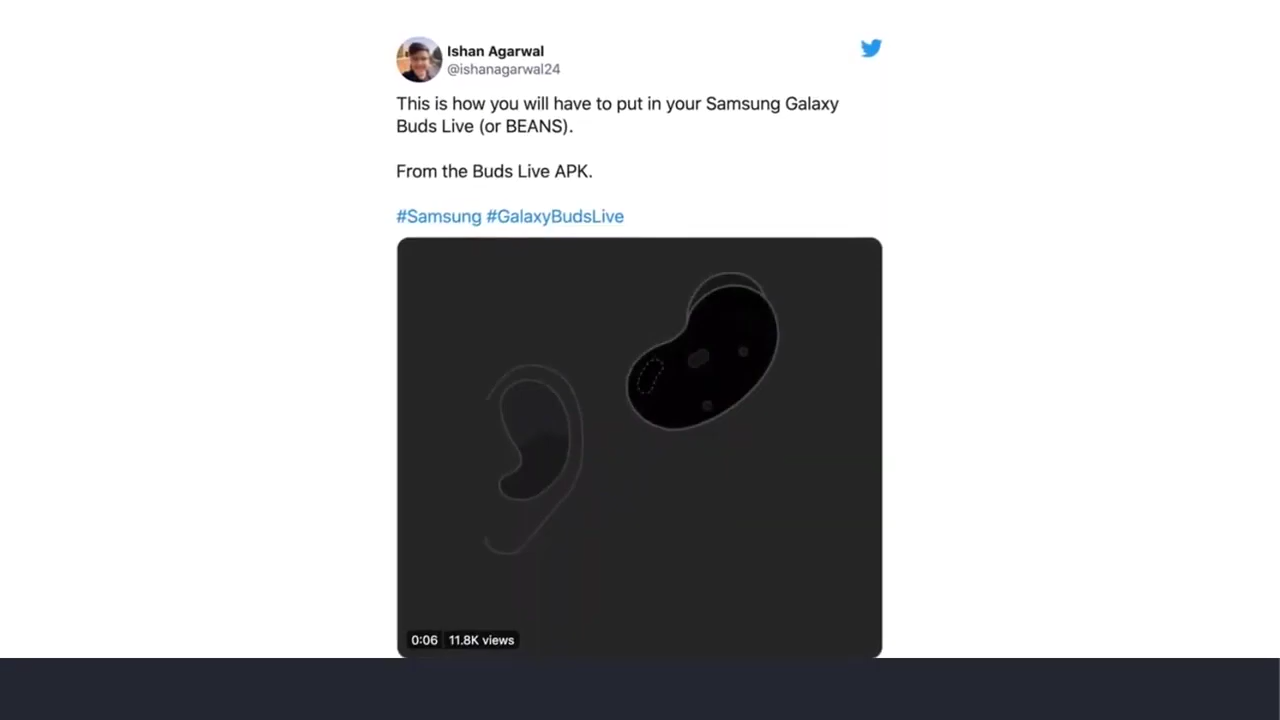 Ishan Agarwal
@ishanagarwal24
This is how you will have to put in your Samsung Galaxy
Buds Live (or BEANS).
From the Buds Live APK.
#Samsung #GalaxyBudsLive
0:06 11.8K views